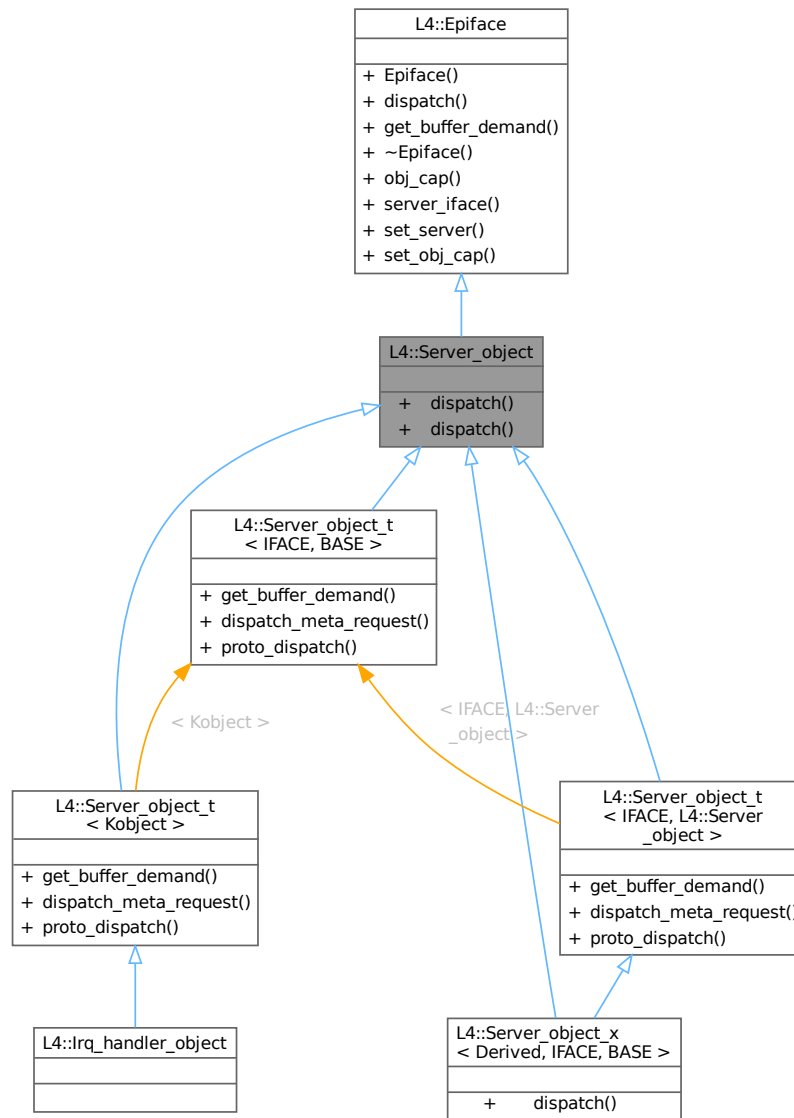 L4::Epiface
+ Epiface()
+ dispatch()
+ get_buffer_demand()
+ ~Epiface()
+ obj_cap()
+ server_iface()
+ set_server()
+ set_obj_cap()
L4::Server_object
+ dispatch()
+ dispatch()
L4::Server_object_t
< IFACE, BASE >
+ get_buffer_demand()
+ dispatch_meta_request()
+ proto_dispatch()
< Kobject >
< IFACE, L4::Server
_object >
L4::Server_object_t
< Kobject >
+ get_buffer_demand()
+ dispatch_meta_request()
+ proto_dispatch()
L4::Server_object_t
< IFACE, L4::Server
_object >
+ get_buffer_demand()
+ dispatch_meta_request()
+ proto_dispatch()
L4::Irq_handler_object
L4::Server_object_x
< Derived, IFACE, BASE >
+ dispatch()